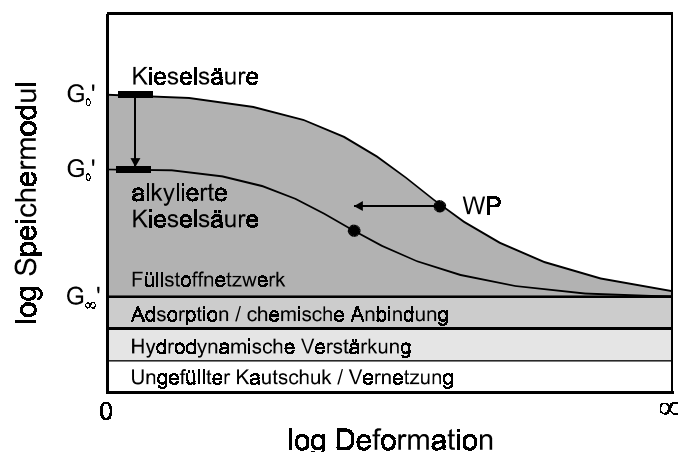 log Speichermodul
Kieselsäure
G₀'
G₀'
alkylierte
Kieselsäure
WP
Füllstoffnetzwerk
G∞'
Adsorption / chemische Anbindung
Hydrodynamische Verstärkung
Ungefüllter Kautschuk / Vernetzung
0
∞
log Deformation